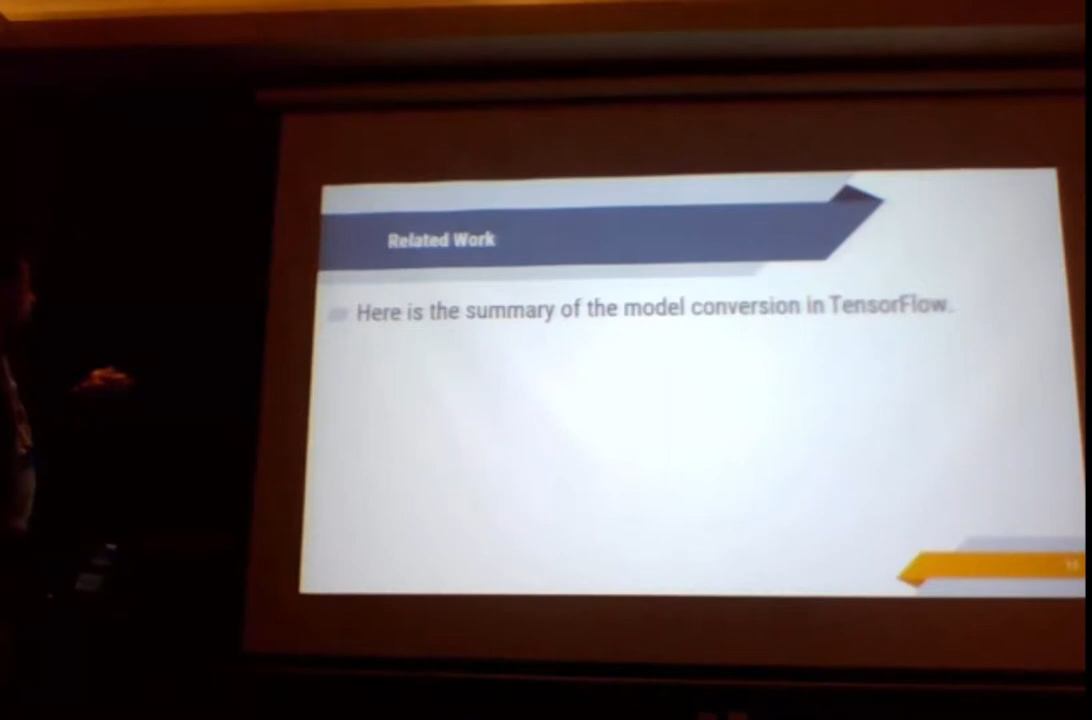 Related Work
Here is the summary of the model conversion in TensorFlow.